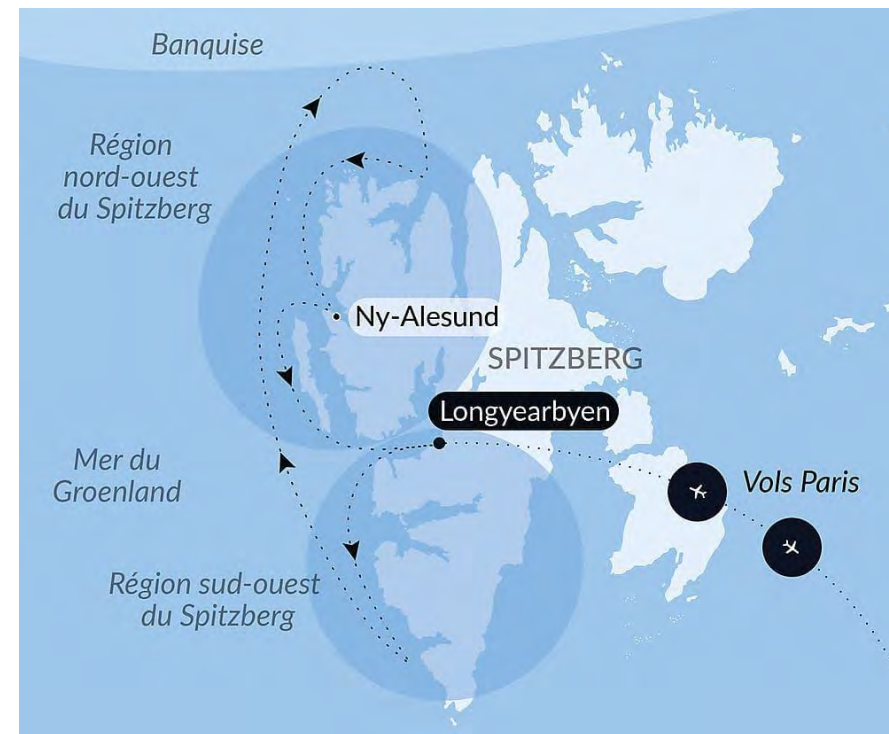 Banquise
Région
nord-ouest
du Spitzberg
Ny-Alesund
SPITZBERG
Longyearbyen
Mer du
Groenland
Vols Paris
Région sud-ouest
du Spitzberg